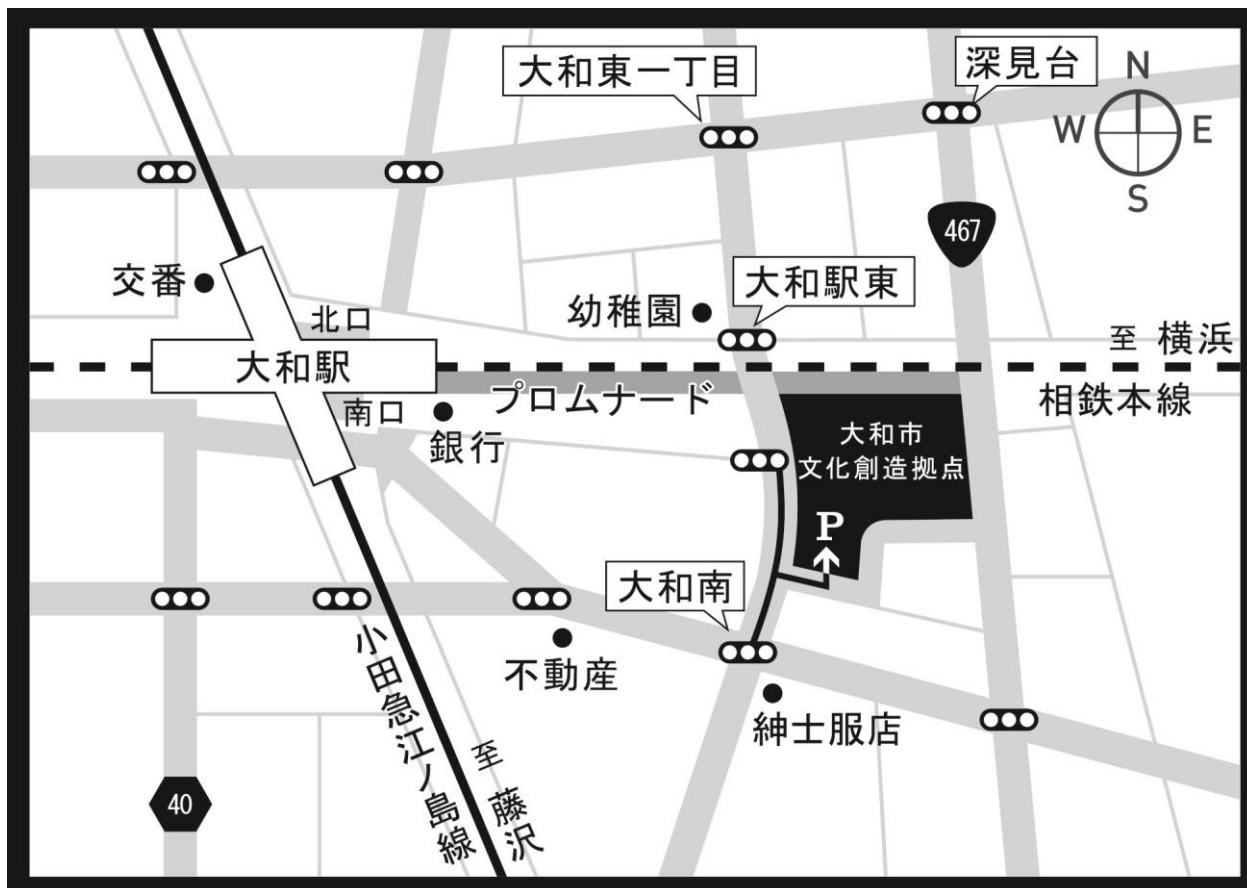 大和東一丁目
深見台
N
W E
S
467
交番
大和駅東
幼稚園
北口
至 横浜
大和駅
プロムナード
相鉄本線
南口
銀行
大和市
文化創造拠点
P
大和南
不動産
小田急江ノ島線
紳士服店
至 藤沢
40